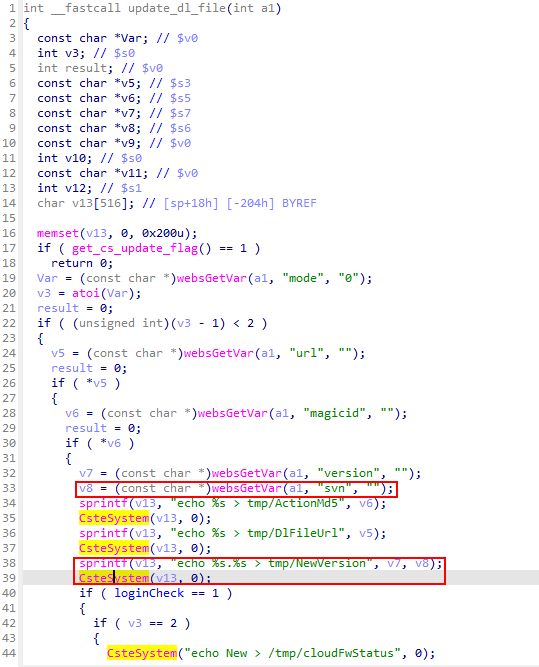 1 int __fastcall update_dl_file(int a1)
2 {
3 const char *Var; // $v0
4 int v3; // $s0
5 int result; // $v0
6 const char *v5; // $s3
7 const char *v6; // $s5
8 const char *v7; // $s7
9 const char *v8; // $s6
10 const char *v9; // $v0
11 int v10; // $s0
12 const char *v11; // $v0
13 int v12; // $s1
14 char v13[516]; // [sp+18h] [-204h] BYREF
15
16 memset(v13, 0, 0x200u);
17 if ( get_cs_update_flag() == 1 )
18 return 0;
19 Var = (const char *)websGetVar(a1, "mode", "0");
20 v3 = atoi(Var);
21 result = 0;
22 if ( (unsigned int)(v3 - 1) < 2 )
23 {
24 v5 = (const char *)websGetVar(a1, "url", "");
25 result = 0;
26 if ( *v5 )
27 {
28 v6 = (const char *)websGetVar(a1, "magicid", "");
29 result = 0;
30 if ( *v6 )
31 {
32 v7 = (const char *)websGetVar(a1, "version", "");
33 v8 = (const char *)websGetVar(a1, "svn", "");
34 sprintf(v13, "echo %s > tmp/ActionMd5", v6);
35 CsteSystem(v13, 0);
36 sprintf(v13, "echo %s > tmp/DlFileUrl", v5);
37 CsteSystem(v13, 0);
38 sprintf(v13, "echo %s.%s > tmp/NewVersion", v7, v8);
39 CsteSystem(v13, 0);
40 if ( loginCheck == 1 )
41 {
42 if ( v3 == 2 )
43 {
44 CsteSystem("echo New > /tmp/cloudFwStatus", 0);